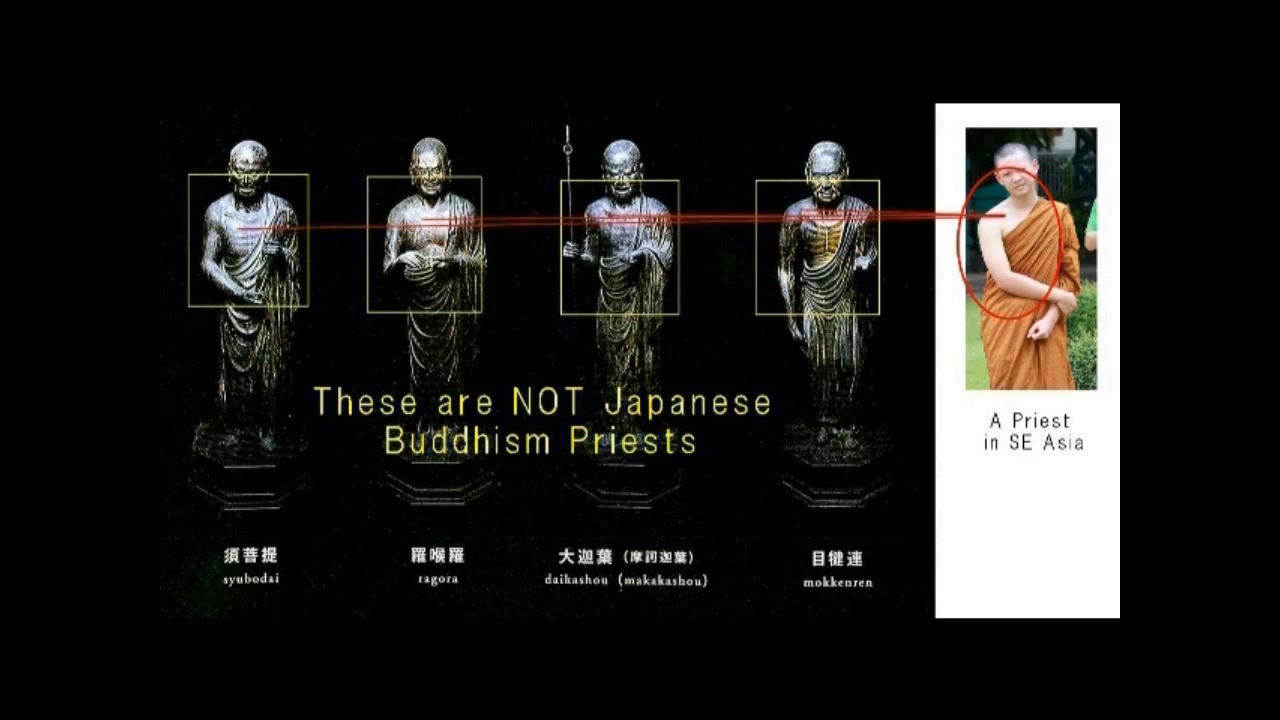 These are NOT Japanese
Buddhism Priests
A Priest
in SE Asia
須菩提
syubodai
羅喉羅
ragora
大迦葉（摩訶迦葉）
daikashou (makakashou)
目犍連
mokkenren